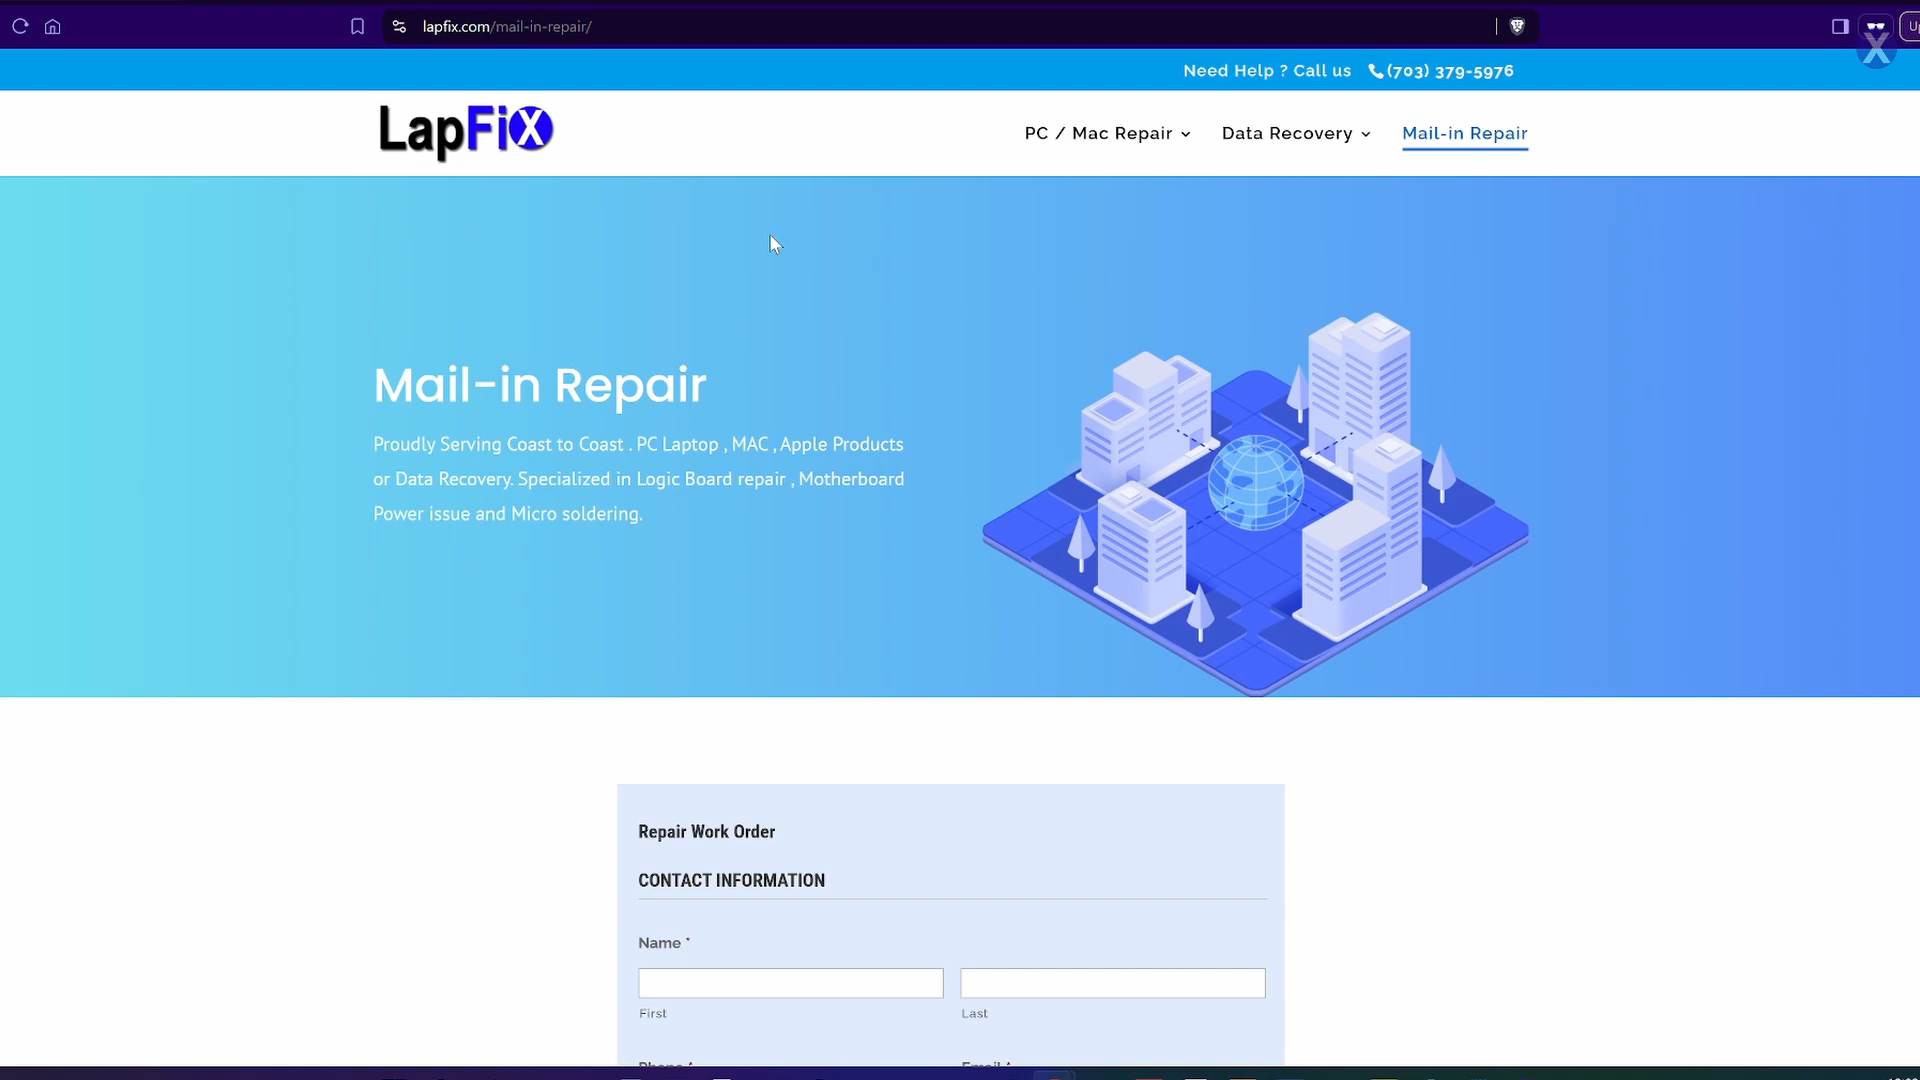 lapfix.com/mail-in-repair/
Need Help ? Call us (703) 379-5976
LapFix
PC / Mac Repair
Data Recovery
Mail-in Repair
Mail-in Repair
Proudly Serving Coast to Coast . PC Laptop , MAC , Apple Products
or Data Recovery. Specialized in Logic Board repair , Motherboard
Power issue and Micro soldering.
Repair Work Order
CONTACT INFORMATION
Name *
First
Last
Phone *
Email *